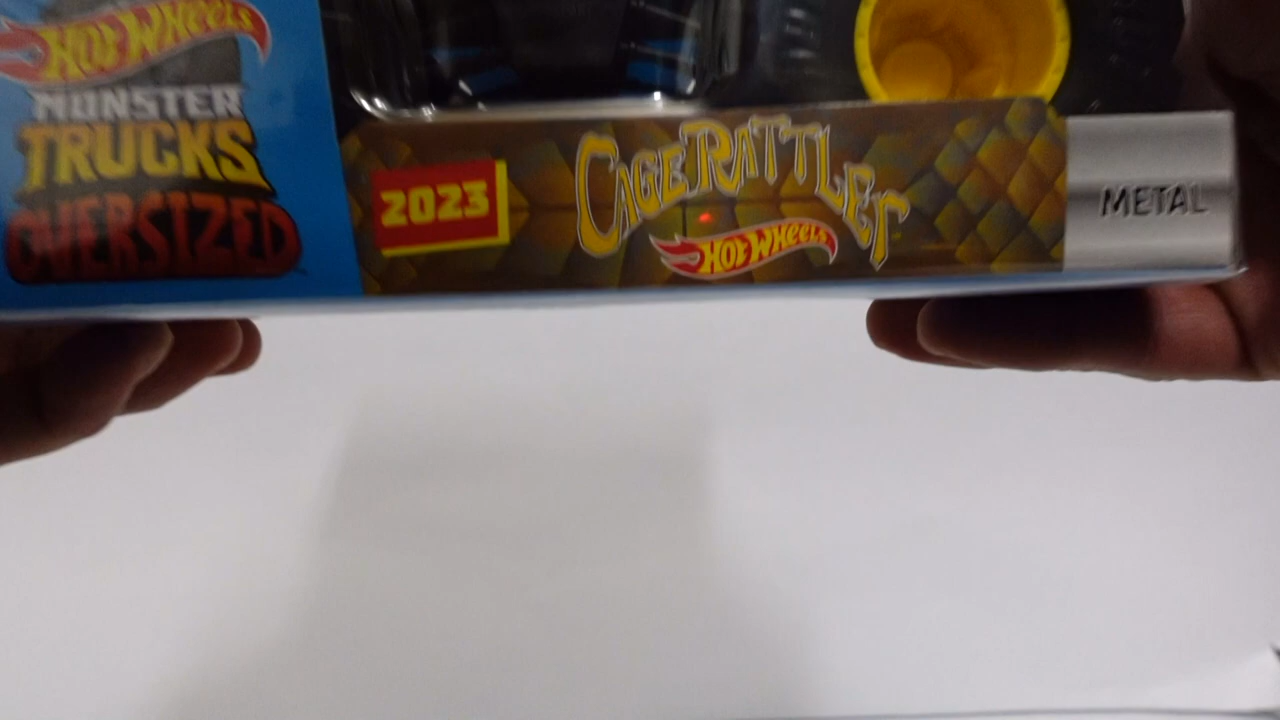 HOT WHEELS
MONSTER
TRUCKS
OVERSIZED
2023
CAGE RATTLER
HOT WHEELS
METAL